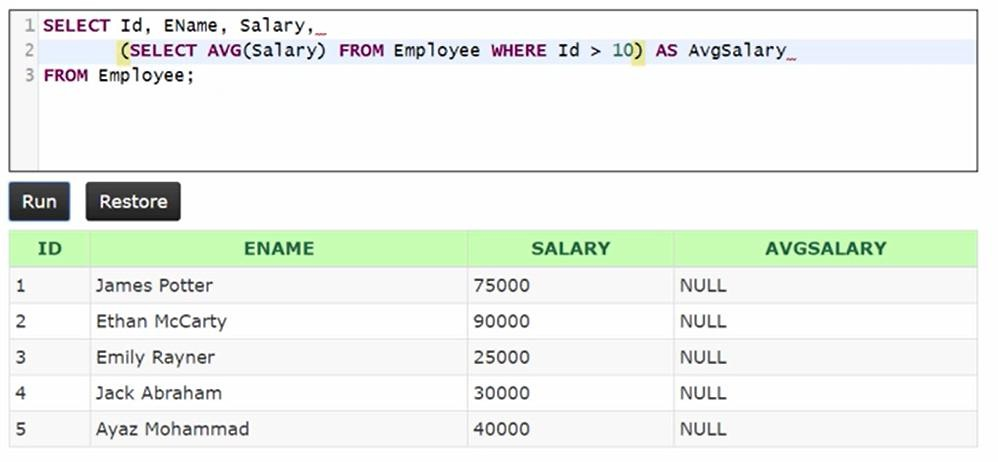 1 SELECT Id, EName, Salary,
2 (SELECT AVG(Salary) FROM Employee WHERE Id > 10) AS AvgSalary
3 FROM Employee;
Run Restore
ID ENAME SALARY AVGSALARY
1 James Potter 75000 NULL
2 Ethan McCarty 90000 NULL
3 Emily Rayner 25000 NULL
4 Jack Abraham 30000 NULL
5 Ayaz Mohammad 40000 NULL